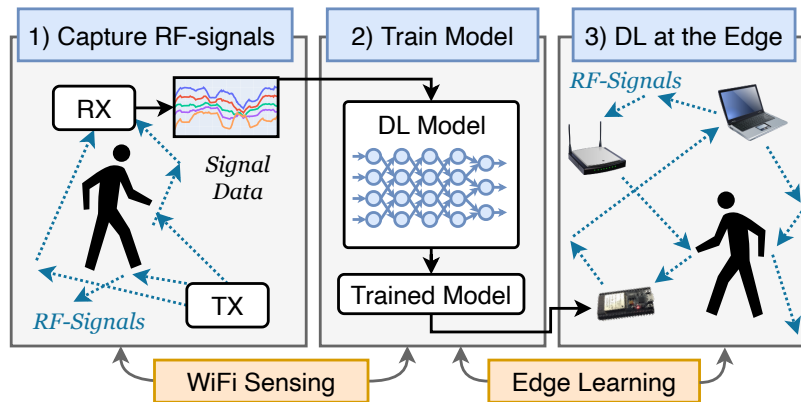 1) Capture RF-signals
2) Train Model
3) DL at the Edge
RX
Signal
Data
TX
RF-Signals
DL Model
Trained Model
RF-Signals
WiFi Sensing
Edge Learning